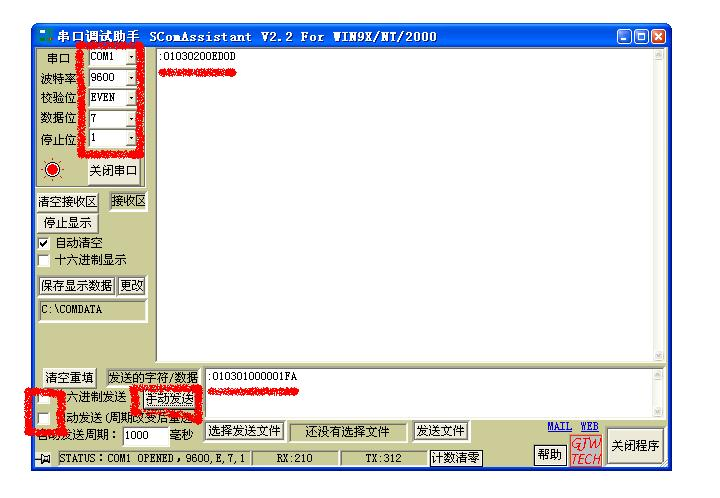 串口调试助手 SComAssistant V2.2 For WIN9X/NT/2000
串口 COM1
波特率 9600
校验位 EVEN
数据位 7
停止位 1
关闭串口
:01030200ED0D
清空接收区 接收区
停止显示
自动清空
十六进制显示
保存显示数据 更改
C:\COMDATA
清空重填 发送的字符/数据 :010301000001FA
六进制发送 手动发送
动发送(周期改变后重选)
自动发送周期: 1000 毫秒 选择发送文件 还没有选择文件 发送文件 MAIL WEB
STATUS:COM1 OPENED,9600,E,7,1 RX:210 TX:312 计数清零 帮助 GJW TECH 关闭程序